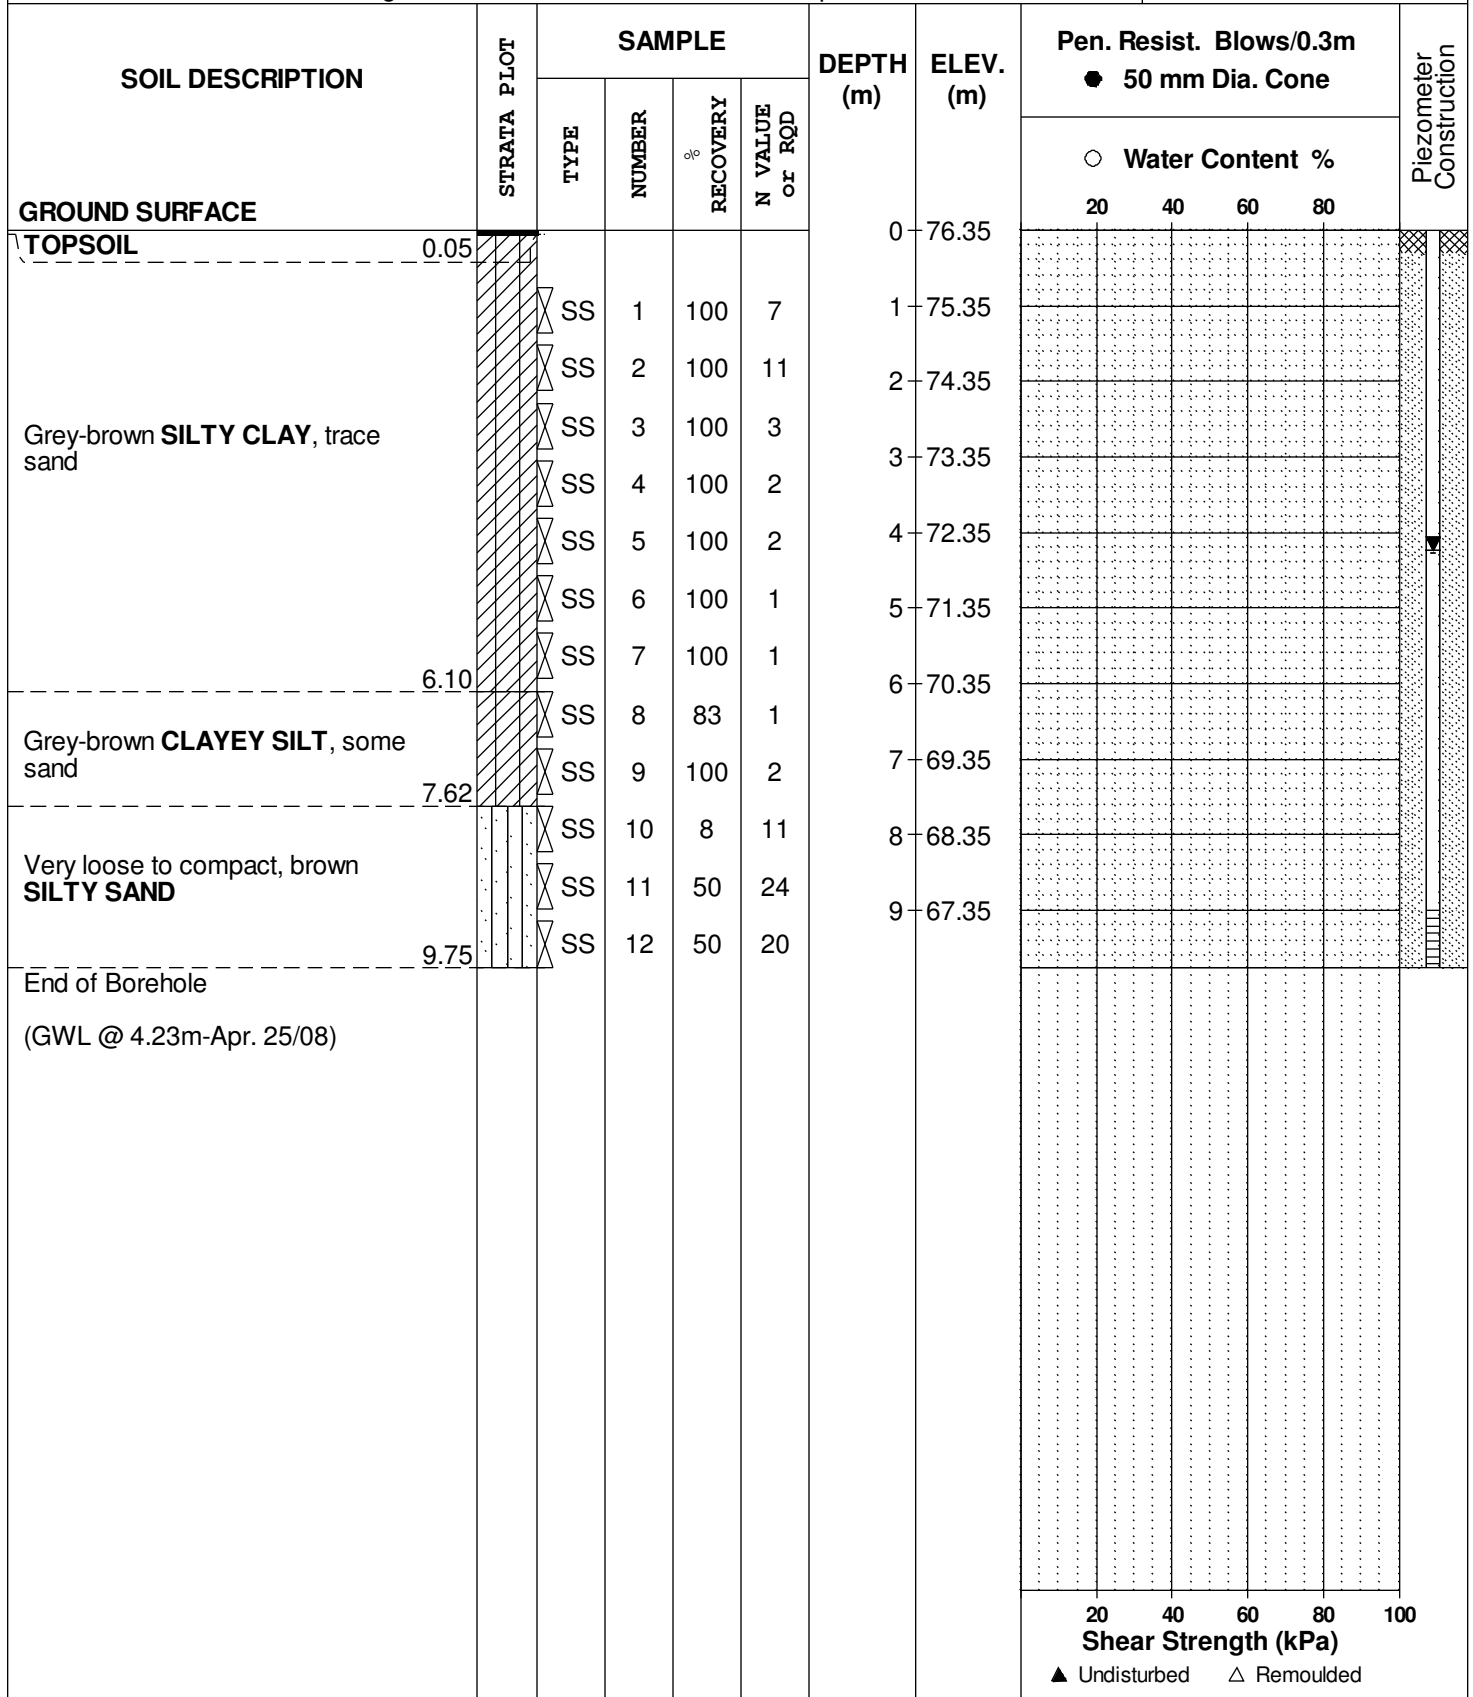 SOIL DESCRIPTION
GROUND SURFACE
STRATA PLOT
SAMPLE
TYPE
NUMBER
% RECOVERY
N VALUE or RQD
DEPTH (m)
ELEV. (m)
Pen. Resist. Blows/0.3m
● 50 mm Dia. Cone
○ Water Content %
20 40 60 80
Piezometer Construction
0 76.35
TOPSOIL 0.05
SS 1 100 7
1 75.35
SS 2 100 11
2 74.35
Grey-brown SILTY CLAY, trace
sand
SS 3 100 3
3 73.35
SS 4 100 2
4 72.35
SS 5 100 2
SS 6 100 1
5 71.35
SS 7 100 1
6.10
6 70.35
SS 8 83 1
Grey-brown CLAYEY SILT, some
sand
7 69.35
SS 9 100 2
7.62
SS 10 8 11
8 68.35
Very loose to compact, brown
SILTY SAND
SS 11 50 24
9 67.35
SS 12 50 20
9.75
End of Borehole
(GWL @ 4.23m-Apr. 25/08)
20 40 60 80 100
Shear Strength (kPa)
▲ Undisturbed △ Remoulded